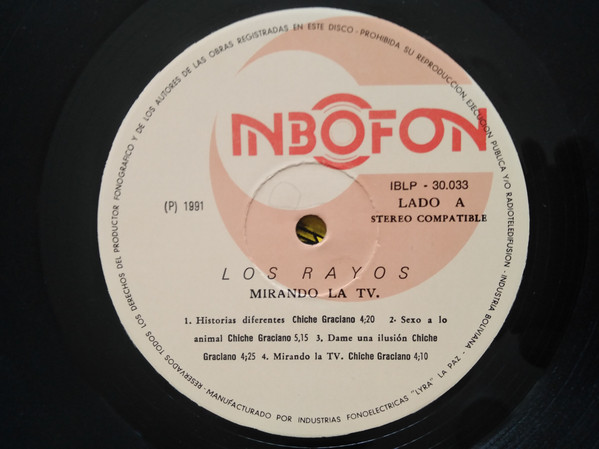 RESERVADOS TODOS LOS DERECHOS DEL PRODUCTOR FONOGRAFICO Y DE LOS AUTORES DE LAS OBRAS REGISTRADAS EN ESTE DISCO - PROHIBIDA SU REPRODUCCION, EJECUCION PUBLICA Y/O RADIOTELEDIFUSION - INDUSTRIA BOLIVIANA
INBOFON
IBLP - 30.033
(P) 1991
LADO A
STEREO COMPATIBLE
LOS RAYOS
MIRANDO LA TV.
1. Historias diferentes Chiche Graciano 4;20 2- Sexo a lo
animal Chiche Graciano 5,15 3. Dame una ilusión Chiche
Graciano 4;25 4. Mirando la TV. Chiche Graciano 4;10
- MANUFACTURADO POR INDUSTRIAS FONOELECTRICAS "LYRA" LA PAZ -